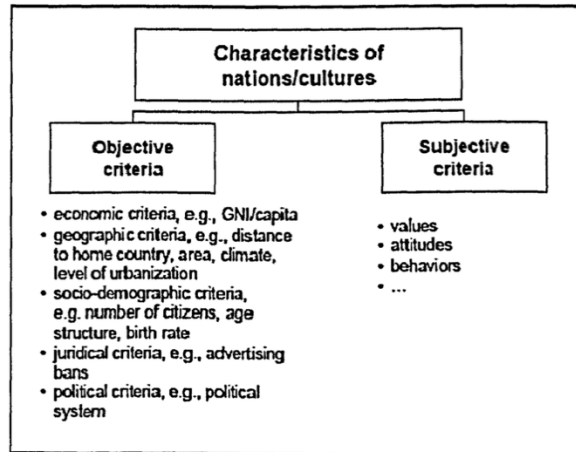 Characteristics of
nations/cultures
Objective
criteria
• economic criteria, e.g., GNI/capita
• geographic criteria, e.g., distance
to home country, area, climate,
level of urbanization
• socio-demographic criteria,
e.g. number of citizens, age
structure, birth rate
• juridical criteria, e.g., advertising
bans
• political criteria, e.g., political
system
Subjective
criteria
• values
• attitudes
• behaviors
• ...